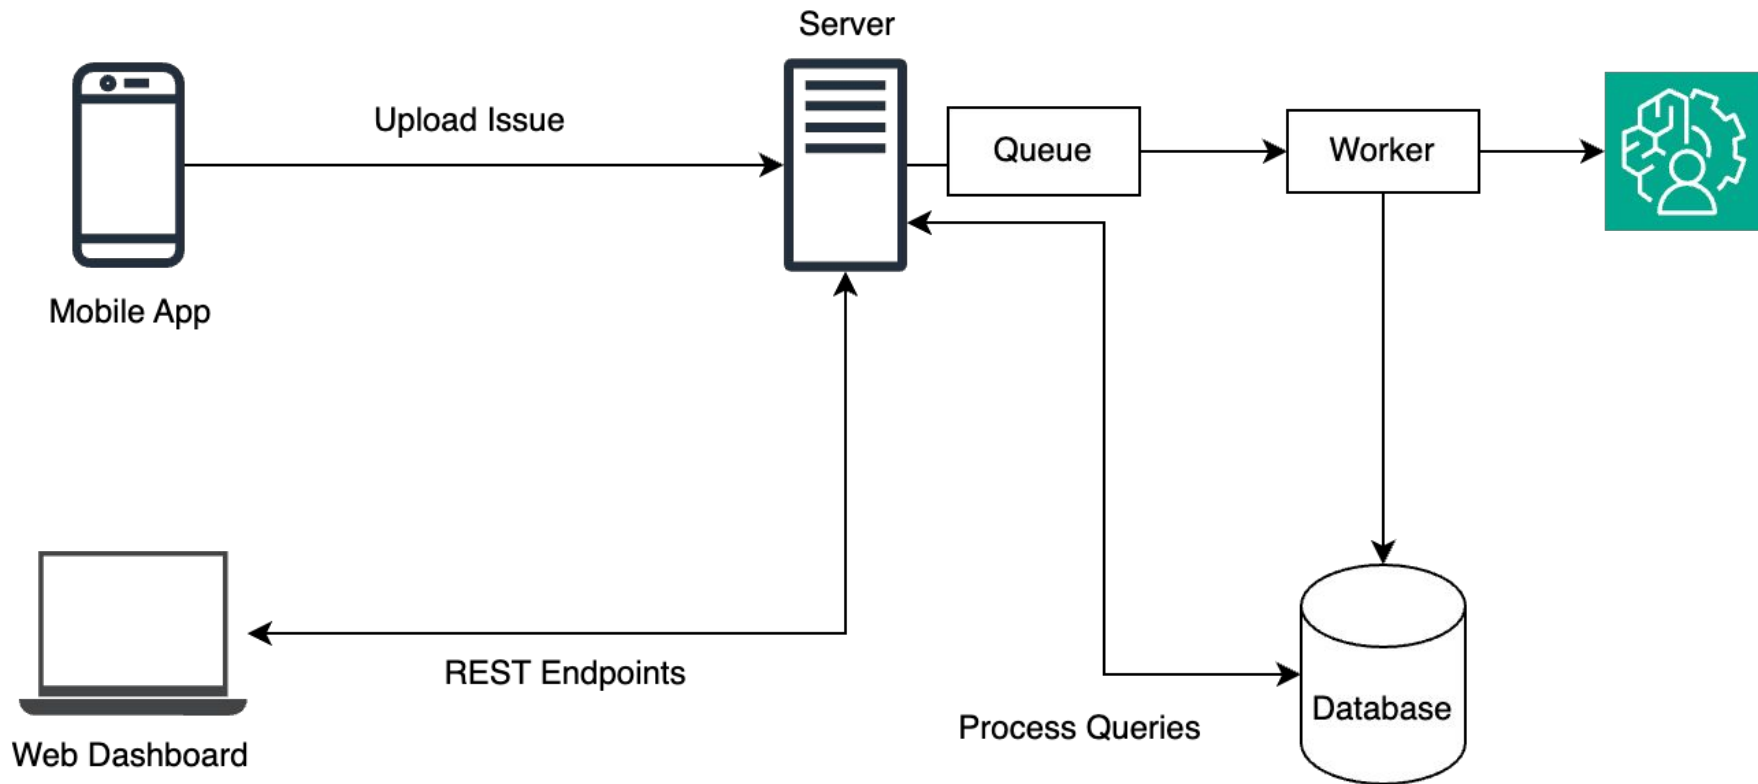 Server
Upload Issue
Queue
Worker
Mobile App
REST Endpoints
Process Queries
Database
Web Dashboard